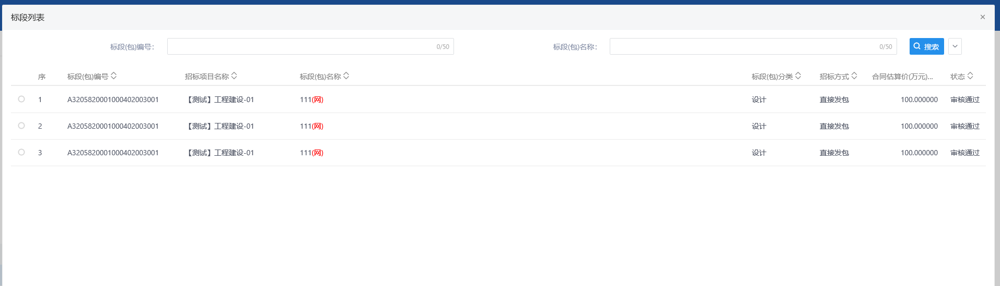 标段列表 ×
标段(包)编号： 0/50 标段(包)名称： 0/50 搜索
序 标段(包)编号 招标项目名称 标段(包)名称 标段(包)分类 招标方式 合同估算价(万元)... 状态
1 A3205820001000402003001 【测试】工程建设-01 111(网) 设计 直接发包 100.000000 审核通过
2 A3205820001000402003001 【测试】工程建设-01 111(网) 设计 直接发包 100.000000 审核通过
3 A3205820001000402003001 【测试】工程建设-01 111(网) 设计 直接发包 100.000000 审核通过